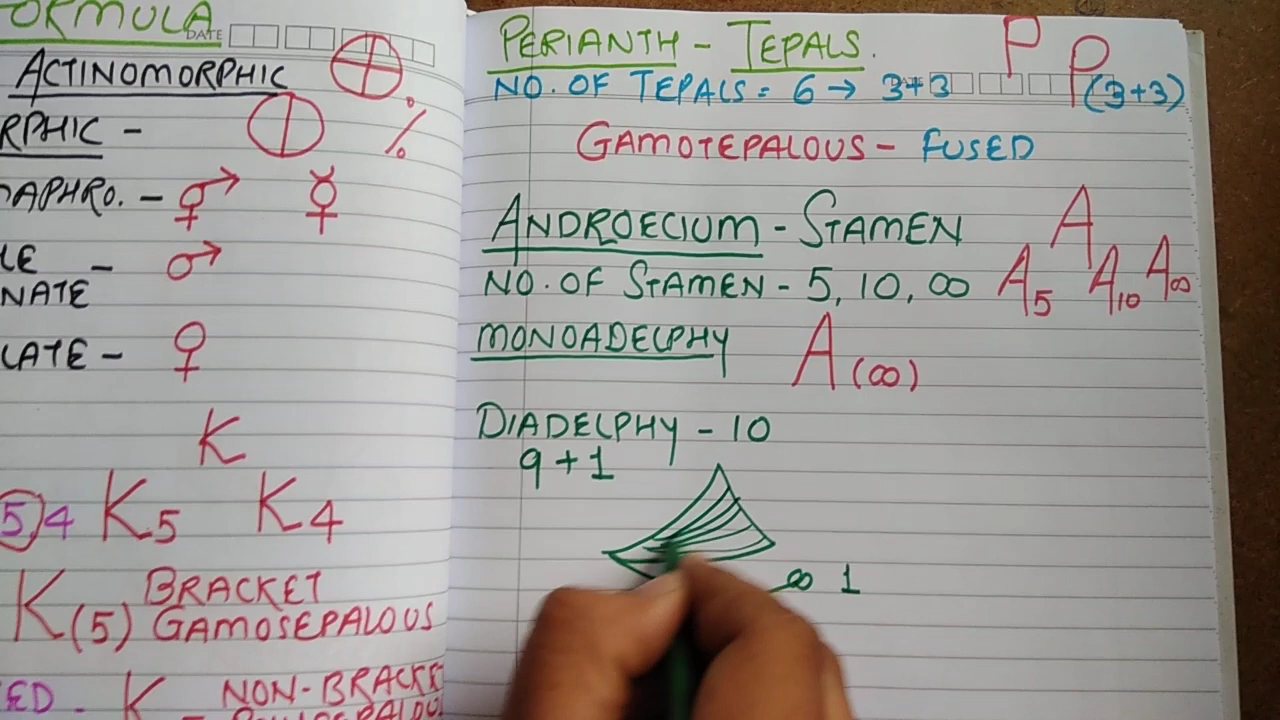 ORMULA
DATE
ACTINOMORPHIC
RPHIC - %
APHRO. -
LE -
NATE
LATE -
K
5 4 K5 K4
K(5) BRACKET
GAMOSEPALOUS
ED. K NON-BRACKE
PERIANTH - TEPALS. P
NO. OF TEPALS = 6 → 3+3 P(3+3)
GAMOTEPALOUS - FUSED
ANDROECIUM - STAMEN A
NO. OF STAMEN - 5, 10, ∞ A5 A10 A∞
MONOADELPHY A(∞)
DIADELPHY - 10
9 + 1
1